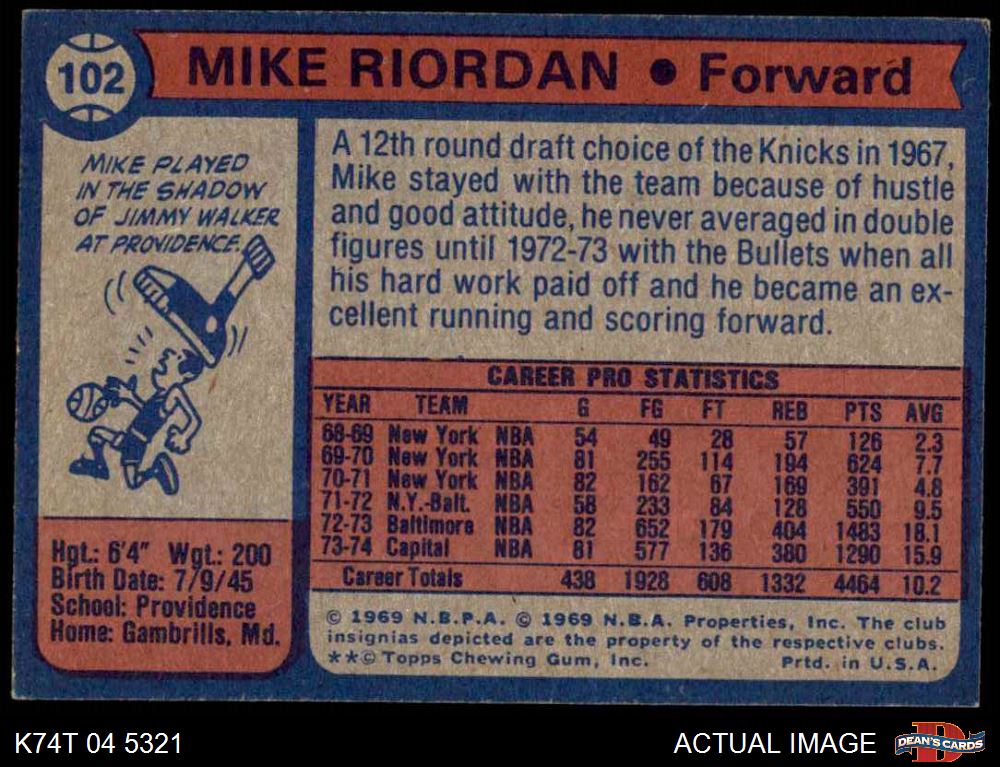 102
MIKE RIORDAN • Forward
MIKE PLAYED
IN THE SHADOW
OF JIMMY WALKER
AT PROVIDENCE.
Hgt.: 6'4" Wgt.: 200
Birth Date: 7/9/45
School: Providence
Home: Gambrills, Md.
A 12th round draft choice of the Knicks in 1967,
Mike stayed with the team because of hustle
and good attitude, he never averaged in double
figures until 1972-73 with the Bullets when all
his hard work paid off and he became an ex-
cellent running and scoring forward.
CAREER PRO STATISTICS
YEAR TEAM G FG FT REB PTS AVG
68-69 New York NBA 54 49 28 57 126 2.3
69-70 New York NBA 81 255 114 194 624 7.7
70-71 New York NBA 82 162 67 169 391 4.8
71-72 N.Y.-Balt. NBA 58 233 84 128 550 9.5
72-73 Baltimore NBA 82 652 179 404 1483 18.1
73-74 Capital NBA 81 577 136 380 1290 15.9
Career Totals 438 1928 608 1332 4464 10.2
© 1969 N.B.P.A. © 1969 N.B.A. Properties, Inc. The club
insignias depicted are the property of the respective clubs.
**© Topps Chewing Gum, Inc. Prtd. in U.S.A.
K74T 04 5321 ACTUAL IMAGE DEAN'S CARDS